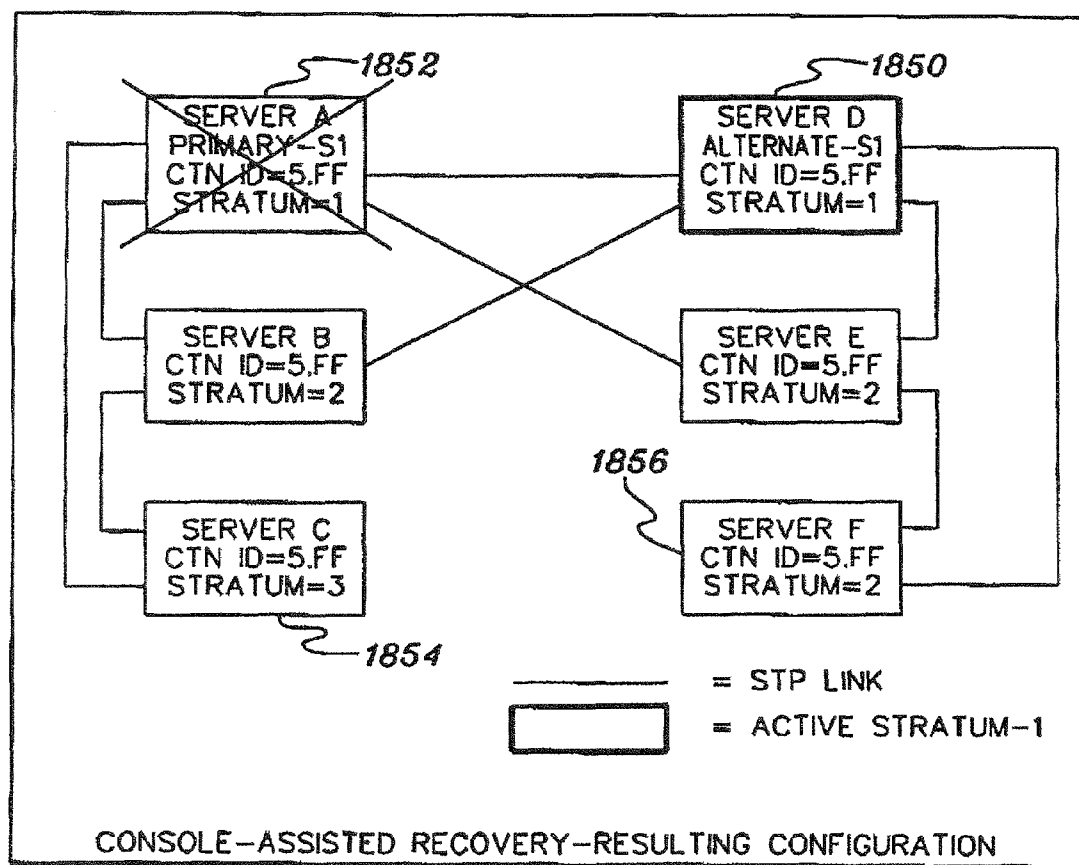 1852
SERVER A
PRIMARY-S1
CTN ID=5.FF
STRATUM=1
1850
SERVER D
ALTERNATE-S1
CTN ID=5.FF
STRATUM=1
SERVER B
CTN ID=5.FF
STRATUM=2
SERVER E
CTN ID=5.FF
STRATUM=2
1856
SERVER C
CTN ID=5.FF
STRATUM=3
SERVER F
CTN ID=5.FF
STRATUM=2
1854
= STP LINK
= ACTIVE STRATUM-1
CONSOLE-ASSISTED RECOVERY-RESULTING CONFIGURATION